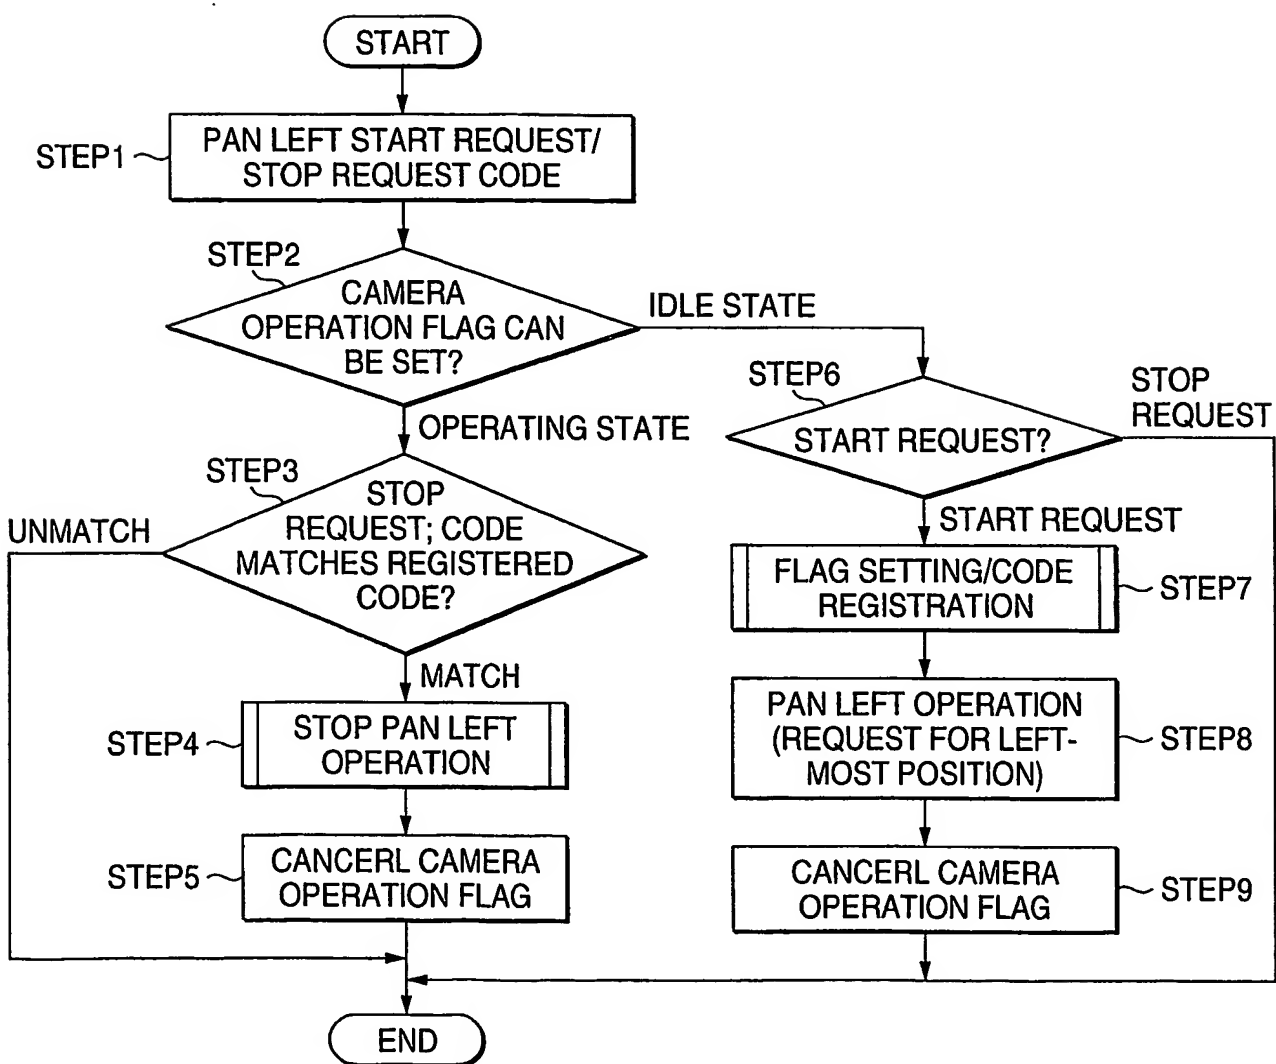 START
STEP1
PAN LEFT START REQUEST/
STOP REQUEST CODE
STEP2
CAMERA
OPERATION FLAG CAN
BE SET?
IDLE STATE
OPERATING STATE
STEP3
STOP
REQUEST; CODE
MATCHES REGISTERED
CODE?
UNMATCH
MATCH
STEP4
STOP PAN LEFT
OPERATION
STEP5
CANCERL CAMERA
OPERATION FLAG
STEP6
START REQUEST?
STOP
REQUEST
START REQUEST
FLAG SETTING/CODE
REGISTRATION
STEP7
PAN LEFT OPERATION
(REQUEST FOR LEFT-
MOST POSITION)
STEP8
CANCERL CAMERA
OPERATION FLAG
STEP9
END